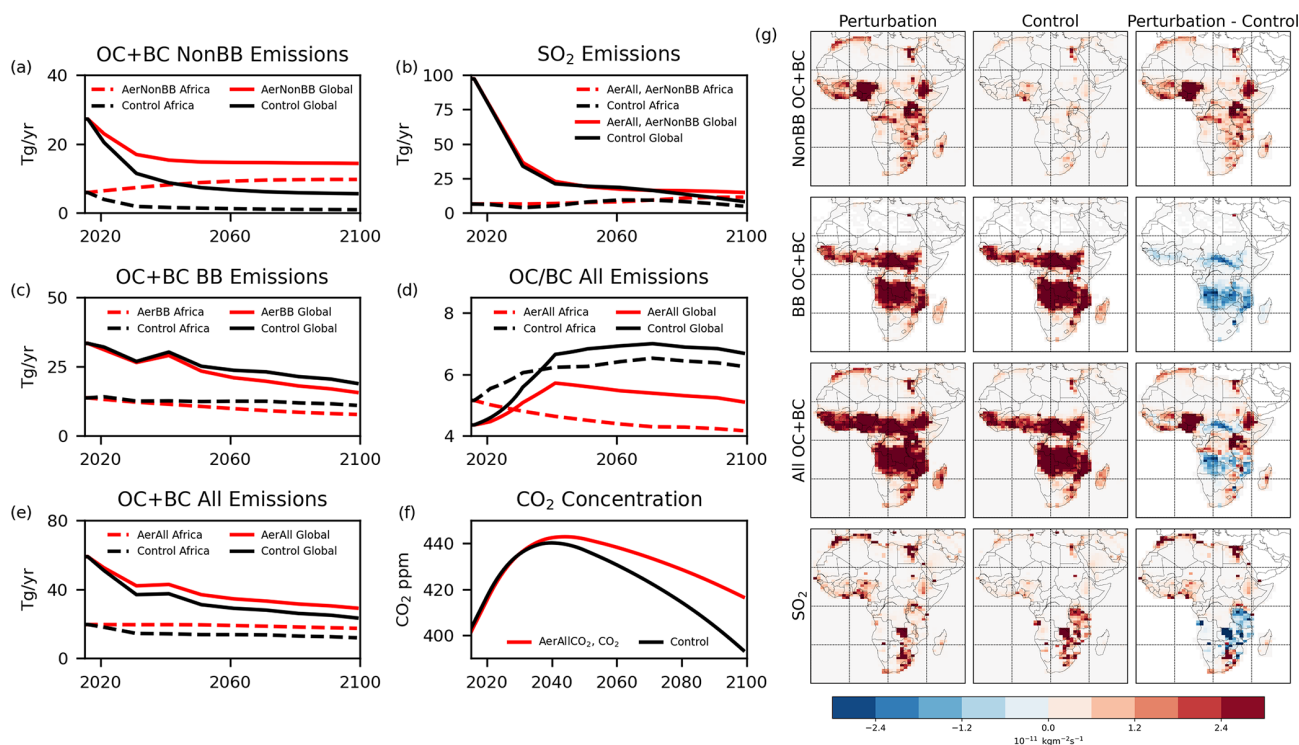 (a)
OC+BC NonBB Emissions
Tg/yr
40
20
0
AerNonBB Africa
Control Africa
AerNonBB Global
Control Global
2020
2060
2100
(b)
SO2 Emissions
Tg/yr
100
75
50
25
0
AerAll, AerNonBB Africa
Control Africa
AerAll, AerNonBB Global
Control Global
2020
2060
2100
(c)
OC+BC BB Emissions
Tg/yr
50
25
0
AerBB Africa
Control Africa
AerBB Global
Control Global
2020
2060
2100
(d)
OC/BC All Emissions
8
6
4
AerAll Africa
Control Africa
AerAll Global
Control Global
2020
2060
2100
(e)
OC+BC All Emissions
Tg/yr
80
40
0
AerAll Africa
Control Africa
AerAll Global
Control Global
2020
2060
2100
(f)
CO2 Concentration
CO2 ppm
440
420
400
AerAllCO2, CO2
Control
2020
2040
2060
2080
2100
(g)
Perturbation
Control
Perturbation - Control
NonBB OC+BC
BB OC+BC
All OC+BC
SO2
−2.4
−1.2
0.0
1.2
2.4
10⁻¹¹ kgm⁻²s⁻¹